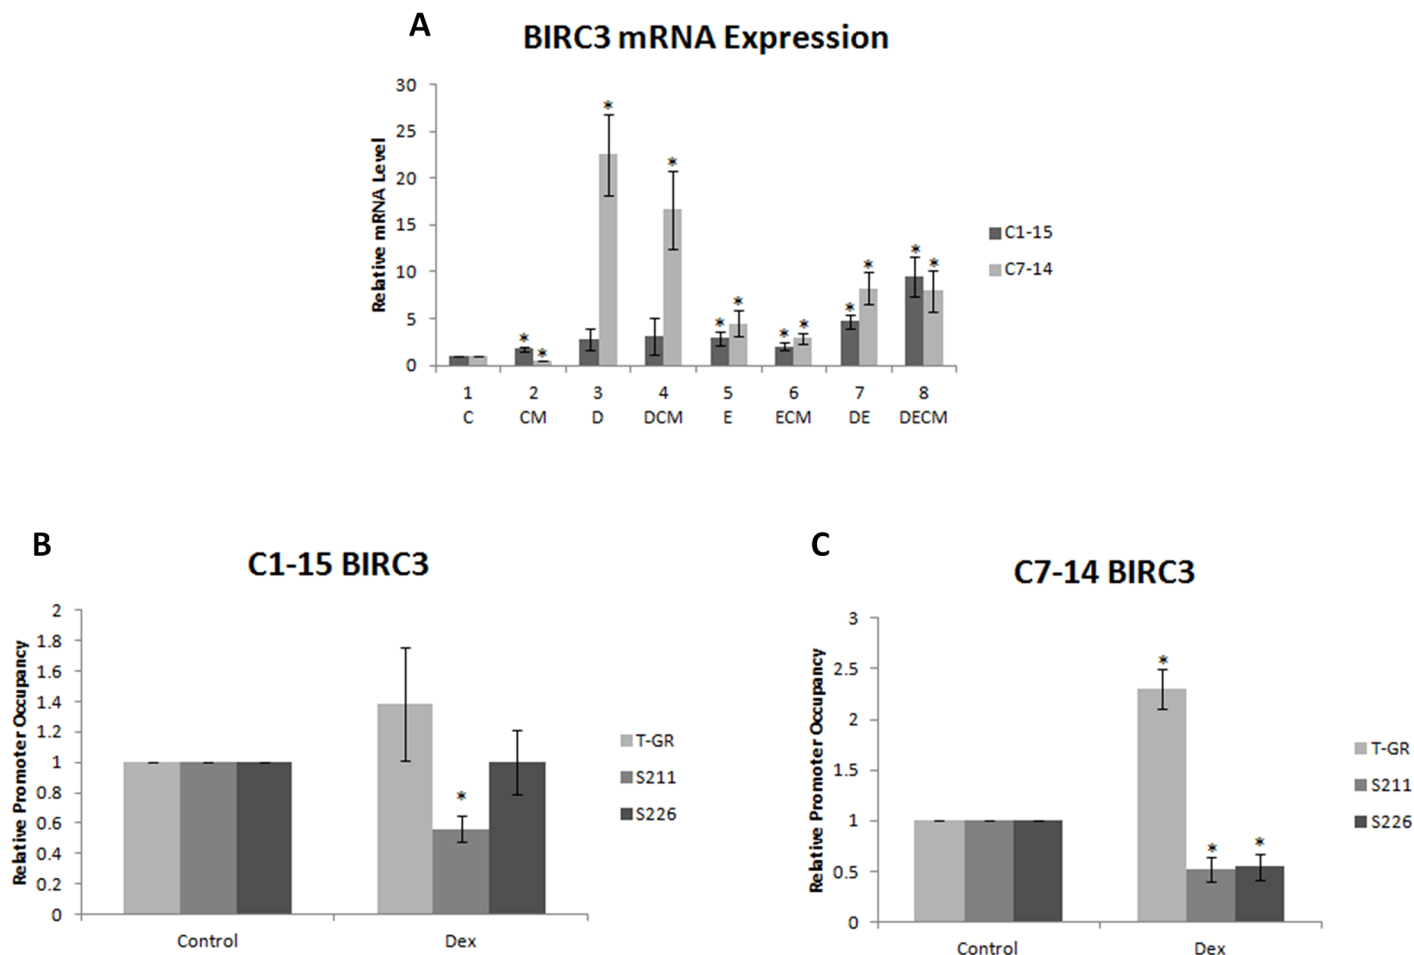 A
BIRC3 mRNA Expression
Relative mRNA Level
30
25
20
15
10
5
0
* * * * * * * * * * * *
1 2 3 4 5 6 7 8
C CM D DCM E ECM DE DECM
C1-15
C7-14
B
C1-15 BIRC3
Relative Promoter Occupancy
2
1.8
1.6
1.4
1.2
1
0.8
0.6
0.4
0.2
0
*
Control Dex
T-GR
S211
S226
C
C7-14 BIRC3
Relative Promoter Occupancy
3
2.5
2
1.5
1
0.5
0
* * *
Control Dex
T-GR
S211
S226